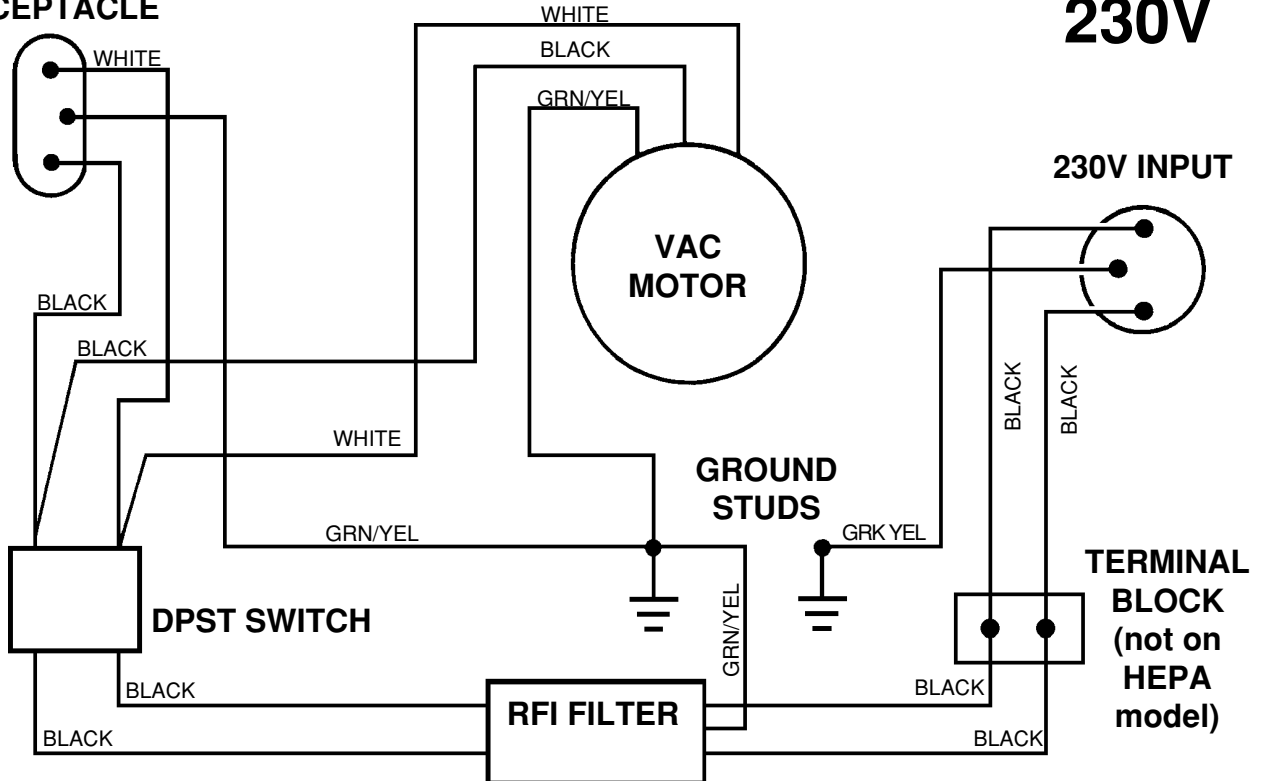 CEPTACLE
WHITE
230V
WHITE
BLACK
GRN/YEL
230V INPUT
VAC
MOTOR
BLACK
BLACK
BLACK
BLACK
WHITE
GROUND
STUDS
GRN/YEL
GRK YEL
TERMINAL
BLOCK
(not on
HEPA
model)
DPST SWITCH
GRN/YEL
BLACK
RFI FILTER
BLACK
BLACK
BLACK